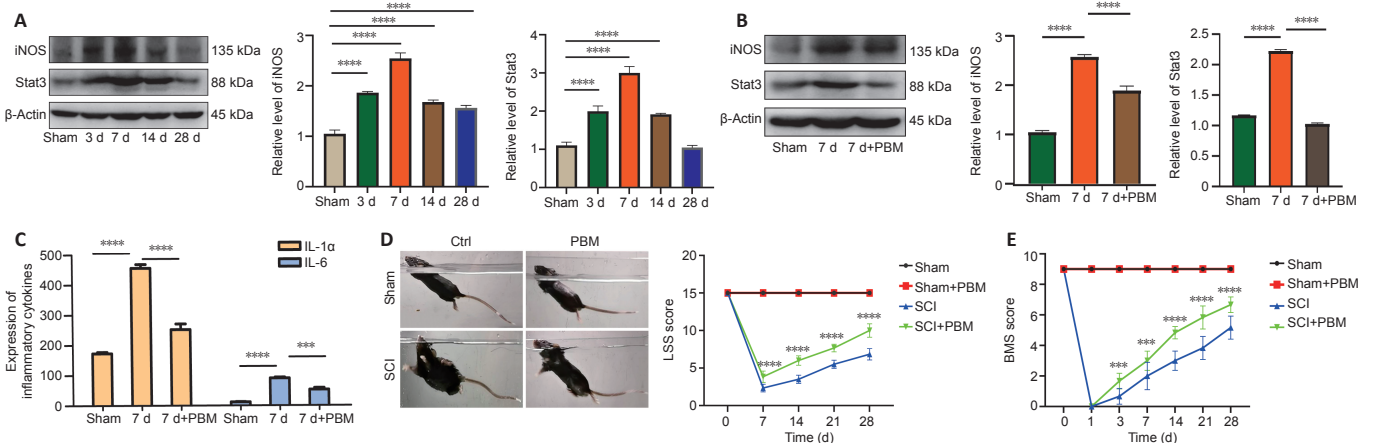 A
iNOS
135 kDa
Stat3
88 kDa
β-Actin
45 kDa
Sham 3 d 7 d 14 d 28 d
Relative level of iNOS
3
2
1
0
****
****
****
****
Sham 3 d 7 d 14 d 28 d
Relative level of Stat3
4
3
2
1
0
****
****
****
Sham 3 d 7 d 14 d 28 d
B
iNOS
135 kDa
Stat3
88 kDa
β-Actin
45 kDa
Sham 7 d 7 d+PBM
Relative level of iNOS
3
2
1
0
**** ****
Sham 7 d 7 d+PBM
Relative level of Stat3
2.5
2.0
1.5
1.0
0.5
0.0
**** ****
Sham 7 d 7 d+PBM
C
Expression of
inflammatory cytokines
500
400
300
200
100
0
**** ****
**** ***
IL-1α
IL-6
Sham 7 d 7 d+PBM Sham 7 d 7 d+PBM
D
Ctrl PBM
Sham
SCI
LSS score
20
15
10
5
0
**** **** **** ****
Sham
Sham+PBM
SCI
SCI+PBM
0 7 14 21 28
Time (d)
E
BMS score
10
8
6
4
2
0
*** *** **** **** ****
Sham
Sham+PBM
SCI
SCI+PBM
0 1 3 7 14 21 28
Time (d)